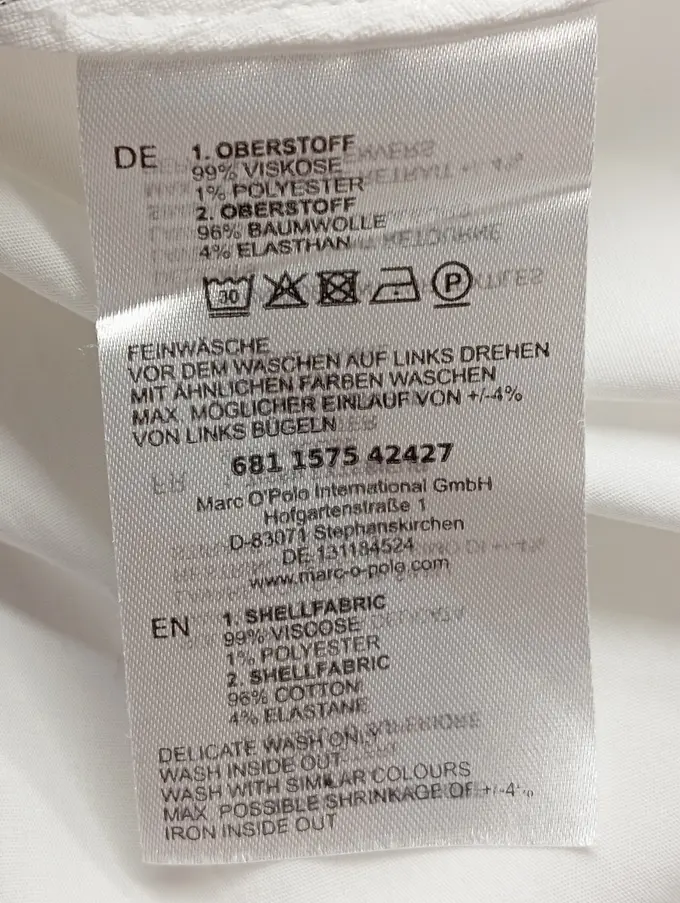 DE
1. OBERSTOFF
99% VISKOSE
1% POLYESTER
2. OBERSTOFF
96% BAUMWOLLE
4% ELASTHAN
30
P
FEINWÄSCHE
VOR DEM WASCHEN AUF LINKS DREHEN
MIT ÄHNLICHEN FARBEN WASCHEN
MAX. MÖGLICHER EINLAUF VON +/-4%
VON LINKS BÜGELN
681 1575 42427
Marc O'Polo International GmbH
Hofgartenstraße 1
D-83071 Stephanskirchen
DE 131184524
www.marc-o-polo.com
EN
1. SHELLFABRIC
99% VISCOSE
1% POLYESTER
2. SHELLFABRIC
96% COTTON
4% ELASTANE
DELICATE WASH ONLY
WASH INSIDE OUT
WASH WITH SIMILAR COLOURS
MAX. POSSIBLE SHRINKAGE OF +/-4%
IRON INSIDE OUT